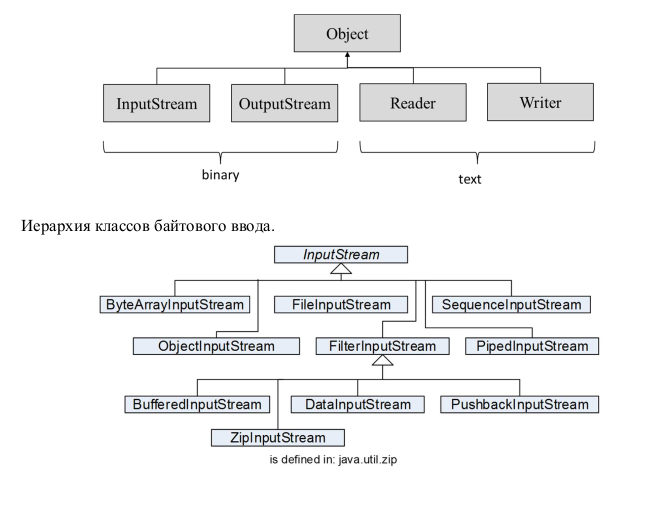 Object
InputStream OutputStream Reader Writer
binary text
Иерархия классов байтового ввода.
InputStream
ByteArrayInputStream FileInputStream SequenceInputStream
ObjectInputStream FilterInputStream PipedInputStream
BufferedInputStream DataInputStream PushbackInputStream
ZipInputStream
is defined in: java.util.zip